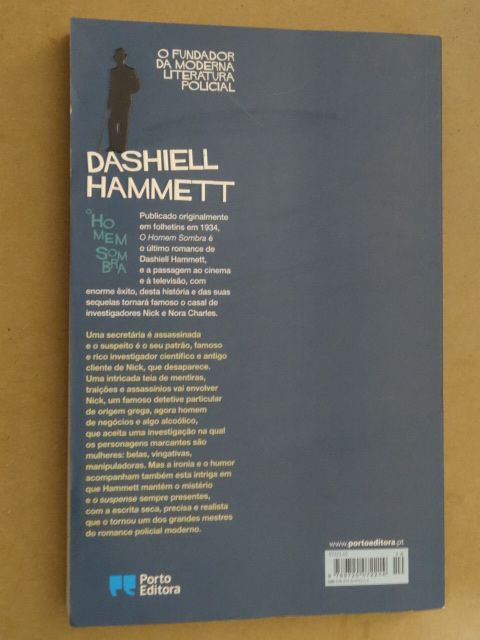 O FUNDADOR
DA MODERNA
LITERATURA
POLICIAL
DASHIELL
HAMMETT
O HO
MEM
SOM
BRA
Publicado originalmente
em folhetins em 1934,
O Homem Sombra é
o último romance de
Dashiell Hammett,
e a passagem ao cinema
e à televisão, com
enorme êxito, desta história e das suas
sequelas tornará famoso o casal de
investigadores Nick e Nora Charles.
Uma secretária é assassinada
e o suspeito é o seu patrão, famoso
e rico investigador científico e antigo
cliente de Nick, que desaparece.
Uma intricada teia de mentiras,
traições e assassínios vai envolver
Nick, um famoso detetive particular
de origem grega, agora homem
de negócios e algo alcoólico,
que aceita uma investigação na qual
os personagens marcantes são
mulheres: belas, vingativas,
manipuladoras. Mas a ironia e o humor
acompanham também esta intriga em
que Hammett mantém o mistério
e o suspense sempre presentes,
com a escrita seca, precisa e realista
que o tornou um dos grandes mestres
do romance policial moderno.
www.portoeditora.pt
Porto
Editora